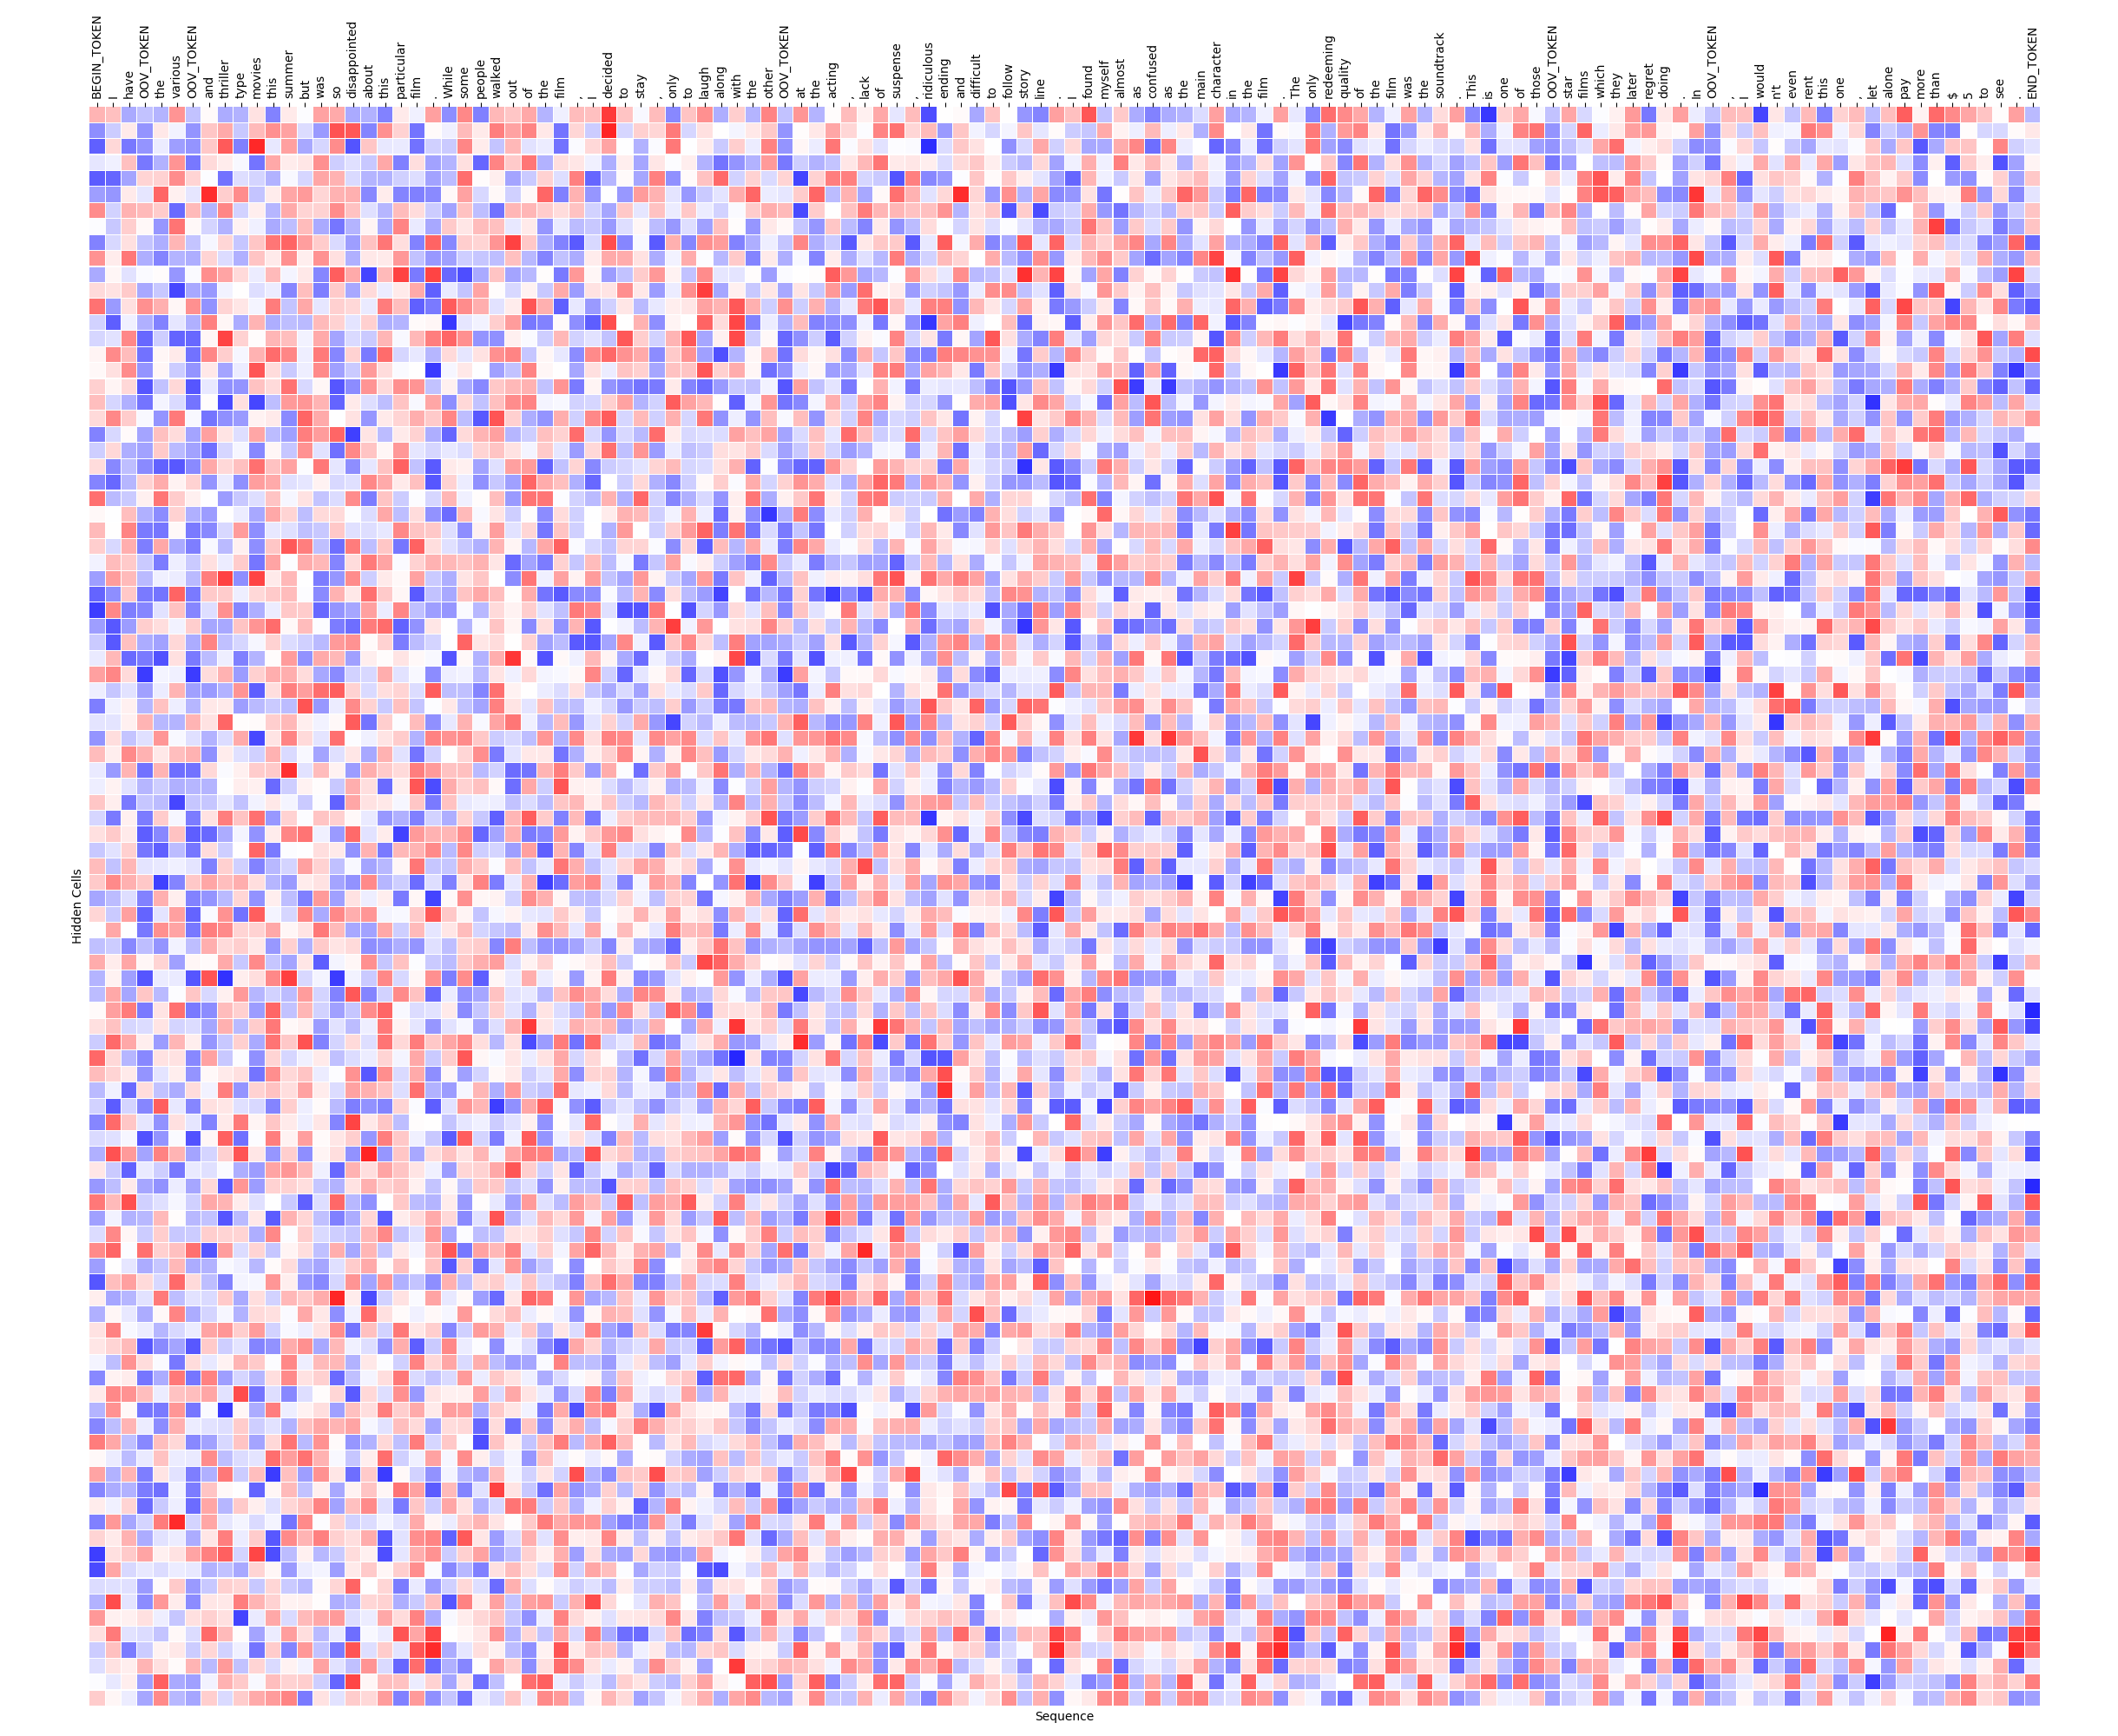 BEGIN_TOKEN I have OOV_TOKEN the various OOV_TOKEN and thriller type movies this summer but was so disappointed about this particular film . While some people walked out of the film , I decided to stay , only to laugh along with the other OOV_TOKEN at the acting , lack of suspense , ridiculous ending and difficult to follow story line . I found myself almost as confused as the main character in the film . The only redeeming quality of the film was the soundtrack . This is one of those OOV_TOKEN star films which they later regret doing . In OOV_TOKEN , I would n't even rent this one , let alone pay more than $ 5 to see . END_TOKEN
Hidden Cells
Sequence